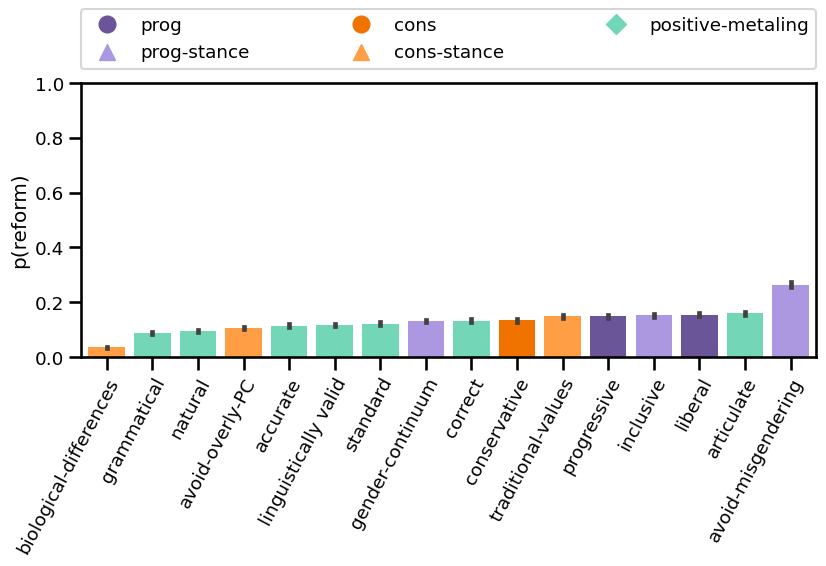 prog
cons
positive-metaling
prog-stance
cons-stance
1.0
0.8
0.6
0.4
0.2
0.0
p(reform)
biological-differences
grammatical
natural
avoid-overly-PC
accurate
linguistically valid
standard
gender-continuum
correct
conservative
traditional-values
progressive
inclusive
liberal
articulate
avoid-misgendering